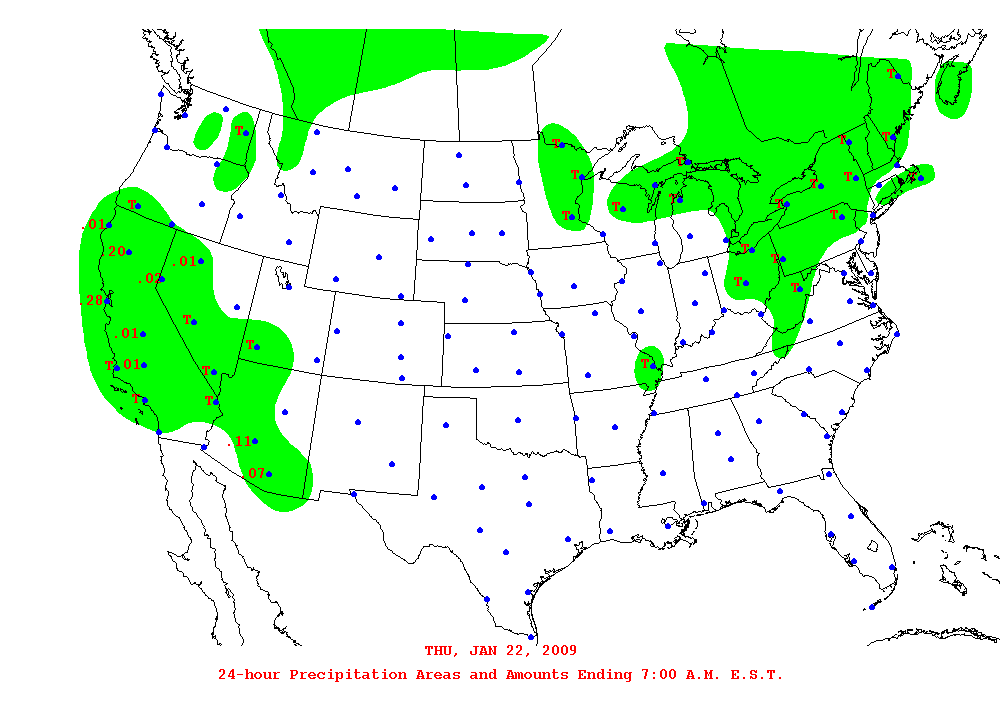 T
T
T
T
T
T
T
T
T
T
T
T
T
T
.01
T
T
T
.20
T
T
.01
.02
T
T
.28
T
.01
T
T
.01
T
T
T
T
.11
.07
THU, JAN 22, 2009
24-hour Precipitation Areas and Amounts Ending 7:00 A.M. E.S.T.